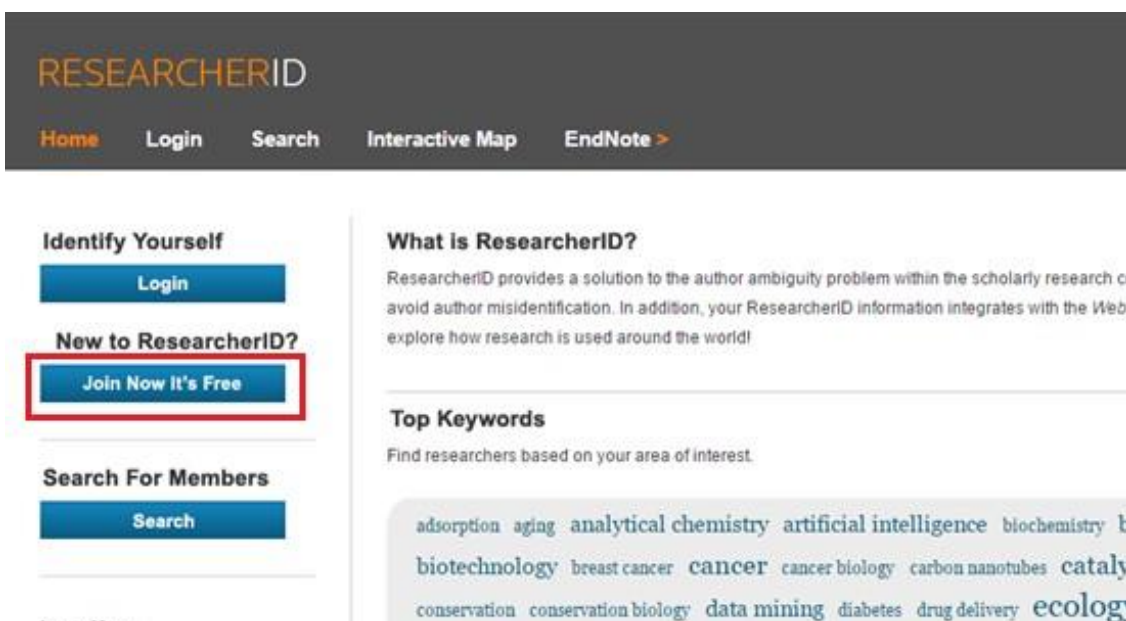 RESEARCHERID
Home Login Search Interactive Map EndNote >
Identify Yourself
Login
New to ResearcherID?
Join Now It's Free
Search For Members
Search
What is ResearcherID?
ResearcherID provides a solution to the author ambiguity problem within the scholarly research
avoid author misidentification. In addition, your ResearcherID information integrates with the Web
explore how research is used around the world!
Top Keywords
Find researchers based on your area of interest.
adsorption aging analytical chemistry artificial intelligence biochemistry
biotechnology breast cancer cancer cancer biology carbon nanotubes cataly
conservation conservation biology data mining diabetes drug delivery ecology